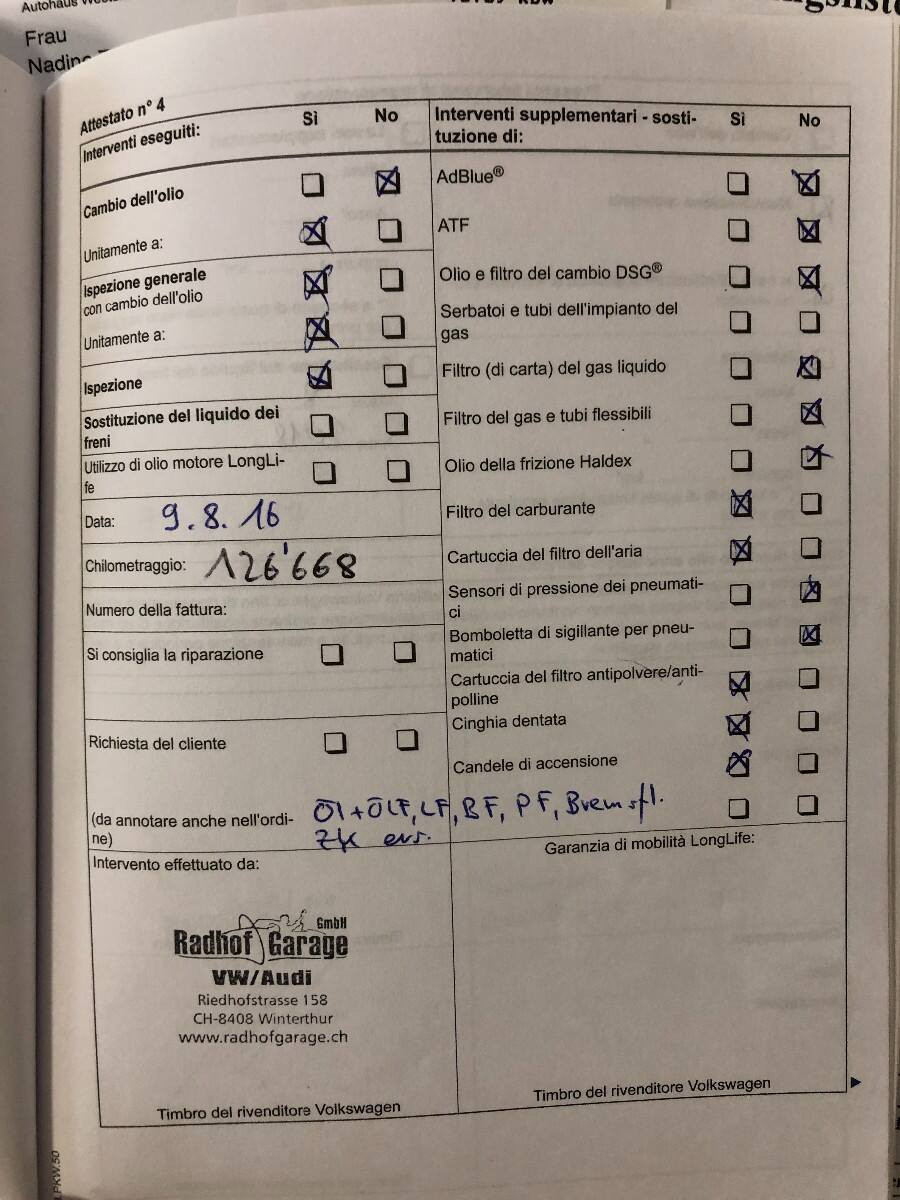 Frau
Attestato n° 4
Interventi eseguiti:
Sì
No
Cambio dell'olio
Unitamente a:
Ispezione generale
con cambio dell'olio
Unitamente a:
Ispezione
Sostituzione del liquido dei
freni
Utilizzo di olio motore LongLi-
fe
Data: 9.8.16
Chilometraggio: 126'668
Numero della fattura:
Si consiglia la riparazione
Richiesta del cliente
(da annotare anche nell'ordi-
ne)
Öl+ÖLF, LF, BF, PF, Bremsfl.
ZK ers.
Interventi supplementari - sosti-
tuzione di:
Sì
No
AdBlue®
ATF
Olio e filtro del cambio DSG®
Serbatoi e tubi dell'impianto del
gas
Filtro (di carta) del gas liquido
Filtro del gas e tubi flessibili
Olio della frizione Haldex
Filtro del carburante
Cartuccia del filtro dell'aria
Sensori di pressione dei pneumati-
ci
Bomboletta di sigillante per pneu-
matici
Cartuccia del filtro antipolvere/anti-
polline
Cinghia dentata
Candele di accensione
Intervento effettuato da:
Radhof Garage GmbH
VW/Audi
Riedhofstrasse 158
CH-8408 Winterthur
www.radhofgarage.ch
Timbro del rivenditore Volkswagen
Garanzia di mobilità LongLife:
Timbro del rivenditore Volkswagen